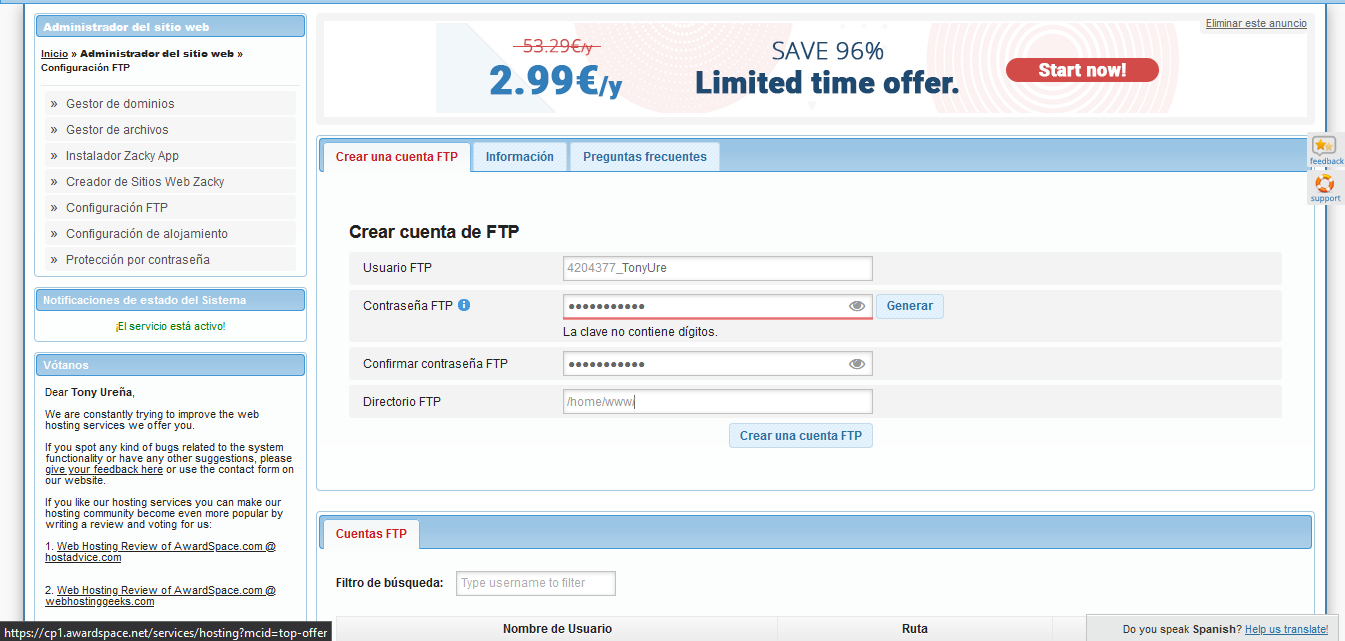 Administrador del sitio web
Inicio » Administrador del sitio web »
Configuración FTP
» Gestor de dominios
» Gestor de archivos
» Instalador Zacky App
» Creador de Sitios Web Zacky
» Configuración FTP
» Configuración de alojamiento
» Protección por contraseña
Notificaciones de estado del Sistema
¡El servicio está activo!
Vótanos
Dear Tony Ureña,
We are constantly trying to improve the web
hosting services we offer you.
If you spot any kind of bugs related to the system
functionality or have any other suggestions, please
give your feedback here or use the contact form on
our website.
If you like our hosting services you can make our
hosting community become even more popular by
writing a review and voting for us:
1. Web Hosting Review of AwardSpace.com @
hostadvice.com
2. Web Hosting Review of AwardSpace.com @
webhostinggeeks.com
https://cp1.awardspace.net/services/hosting?mcid=top-offer
Eliminar este anuncio
53.29€/y
2.99€/y
SAVE 96%
Limited time offer.
Start now!
feedback
support
Crear una cuenta FTP
Información
Preguntas frecuentes
Crear cuenta de FTP
Usuario FTP
4204377_TonyUre
Contraseña FTP
Generar
La clave no contiene dígitos.
Confirmar contraseña FTP
Directorio FTP
/home/www/
Crear una cuenta FTP
Cuentas FTP
Filtro de búsqueda:
Type username to filter
Nombre de Usuario
Ruta
Do you speak Spanish? Help us translate!